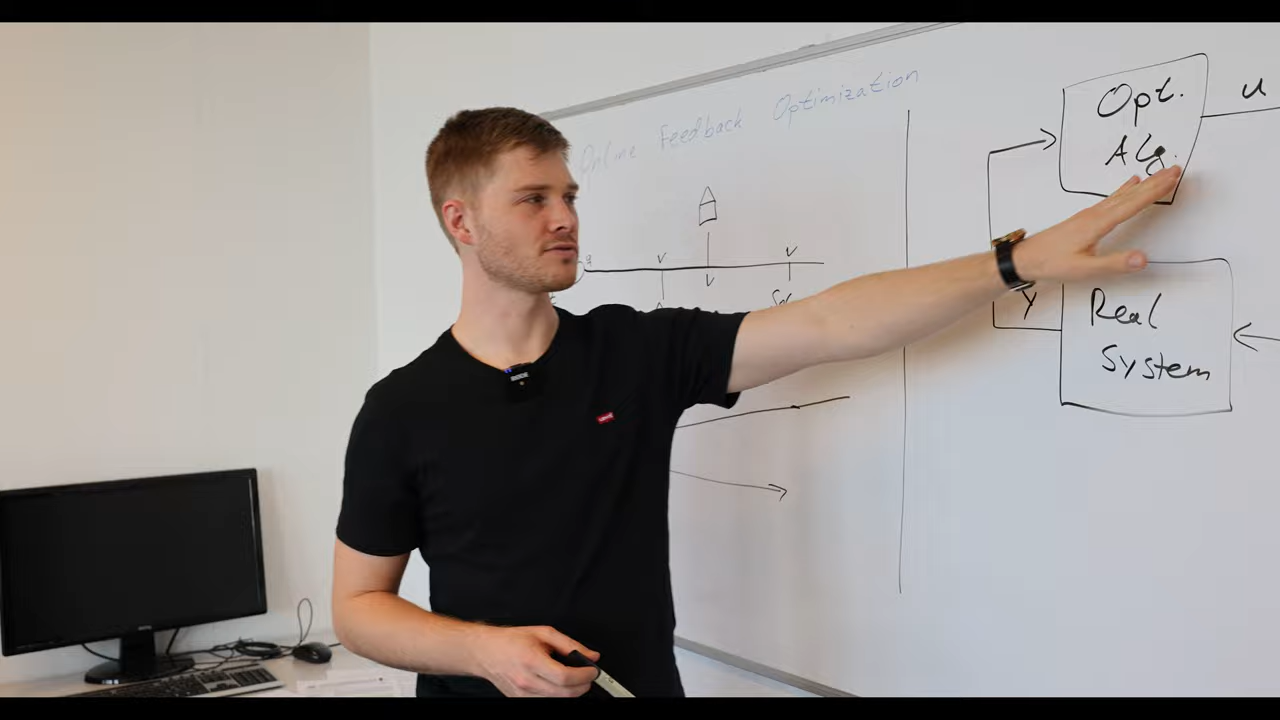 Online Feedback Optimization
Opt.
Alg.
u
v
v
v
y
Real
System